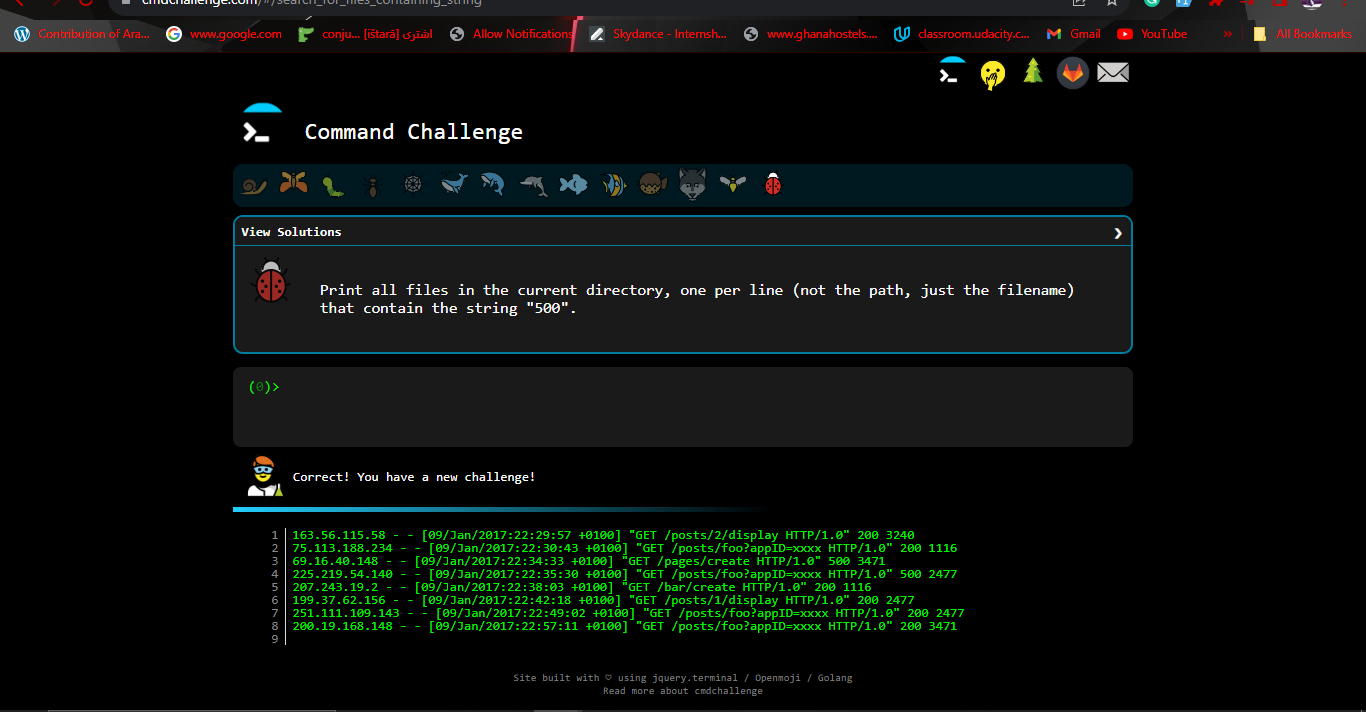 cmdchallenge.com/#/search_for_files_containing_string
Contribution of Ara... www.google.com conju... [ištarā] اشترى Allow Notifications Skydance - Internsh... www.ghanahostels.... classroom.udacity.c... Gmail YouTube » All Bookmarks
Command Challenge
View Solutions
Print all files in the current directory, one per line (not the path, just the filename)
that contain the string "500".
(0)>
Correct! You have a new challenge!
1 163.56.115.58 - - [09/Jan/2017:22:29:57 +0100] "GET /posts/2/display HTTP/1.0" 200 3240
2 75.113.188.234 - - [09/Jan/2017:22:30:43 +0100] "GET /posts/foo?appID=xxxx HTTP/1.0" 200 1116
3 69.16.40.148 - - [09/Jan/2017:22:34:33 +0100] "GET /pages/create HTTP/1.0" 500 3471
4 225.219.54.140 - - [09/Jan/2017:22:35:30 +0100] "GET /posts/foo?appID=xxxx HTTP/1.0" 500 2477
5 207.243.19.2 - - [09/Jan/2017:22:38:03 +0100] "GET /bar/create HTTP/1.0" 200 1116
6 199.37.62.156 - - [09/Jan/2017:22:42:18 +0100] "GET /posts/1/display HTTP/1.0" 200 2477
7 251.111.109.143 - - [09/Jan/2017:22:49:02 +0100] "GET /posts/foo?appID=xxxx HTTP/1.0" 200 2477
8 200.19.168.148 - - [09/Jan/2017:22:57:11 +0100] "GET /posts/foo?appID=xxxx HTTP/1.0" 200 3471
9
Site built with ♡ using jquery.terminal / Openmoji / Golang
Read more about cmdchallenge